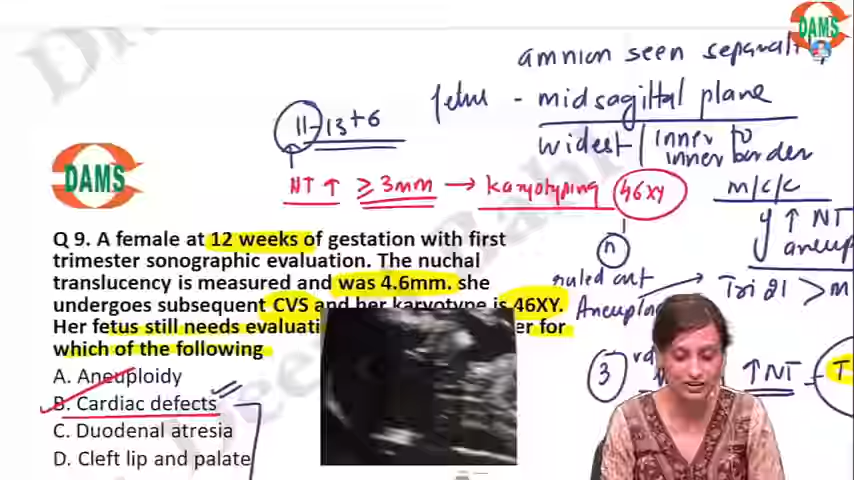 DAMS
amnion seen separately
fetus - midsagittal plane
11-13+6
widest / inner to
inner border
NT ↑ ≥ 3mm → karyotyping 46XY
m/c/c
n
y ↑ NT
aneup
ruled out
Aneuploi
Tri 21 > m
3 rd
↑NT - T
DAMS
Q 9. A female at 12 weeks of gestation with first
trimester sonographic evaluation. The nuchal
translucency is measured and was 4.6mm. she
undergoes subsequent CVS and her karyotype is 46XY.
Her fetus still needs evaluati er for
which of the following
A. Aneuploidy
B. Cardiac defects
C. Duodenal atresia
D. Cleft lip and palate